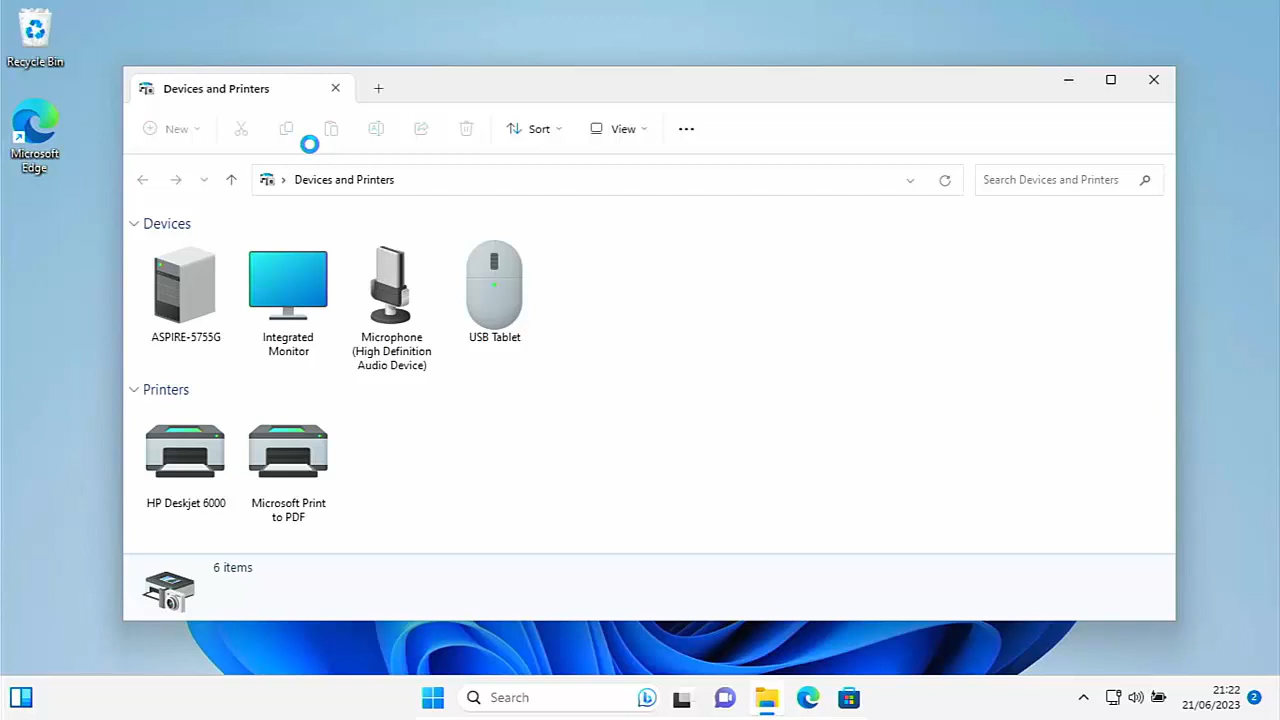 Recycle Bin
Microsoft
Edge
Devices and Printers
New
Sort
View
Devices and Printers
Search Devices and Printers
Devices
ASPIRE-5755G
Integrated
Monitor
Microphone
(High Definition
Audio Device)
USB Tablet
Printers
HP Deskjet 6000
Microsoft Print
to PDF
6 items
Search
21:22
21/06/2023
2